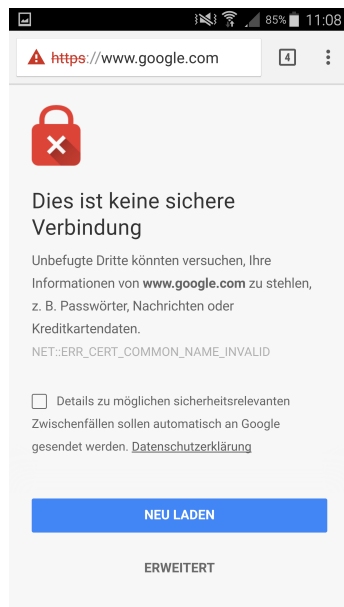 85% 11:08
https://www.google.com 4
Dies ist keine sichere
Verbindung
Unbefugte Dritte könnten versuchen, Ihre
Informationen von www.google.com zu stehlen,
z. B. Passwörter, Nachrichten oder
Kreditkartendaten.
NET::ERR_CERT_COMMON_NAME_INVALID
Details zu möglichen sicherheitsrelevanten
Zwischenfällen sollen automatisch an Google
gesendet werden. Datenschutzerklärung
NEU LADEN
ERWEITERT